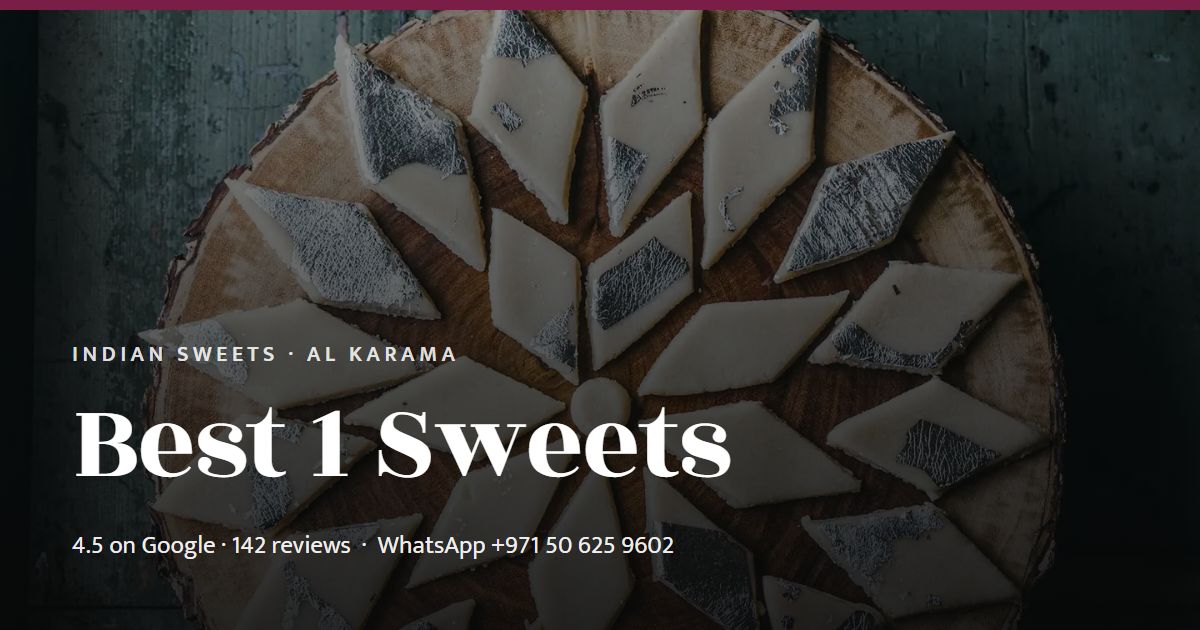 INDIAN SWEETS · AL KARAMA
Best 1 Sweets
4.5 on Google · 142 reviews · WhatsApp +971 50 625 9602